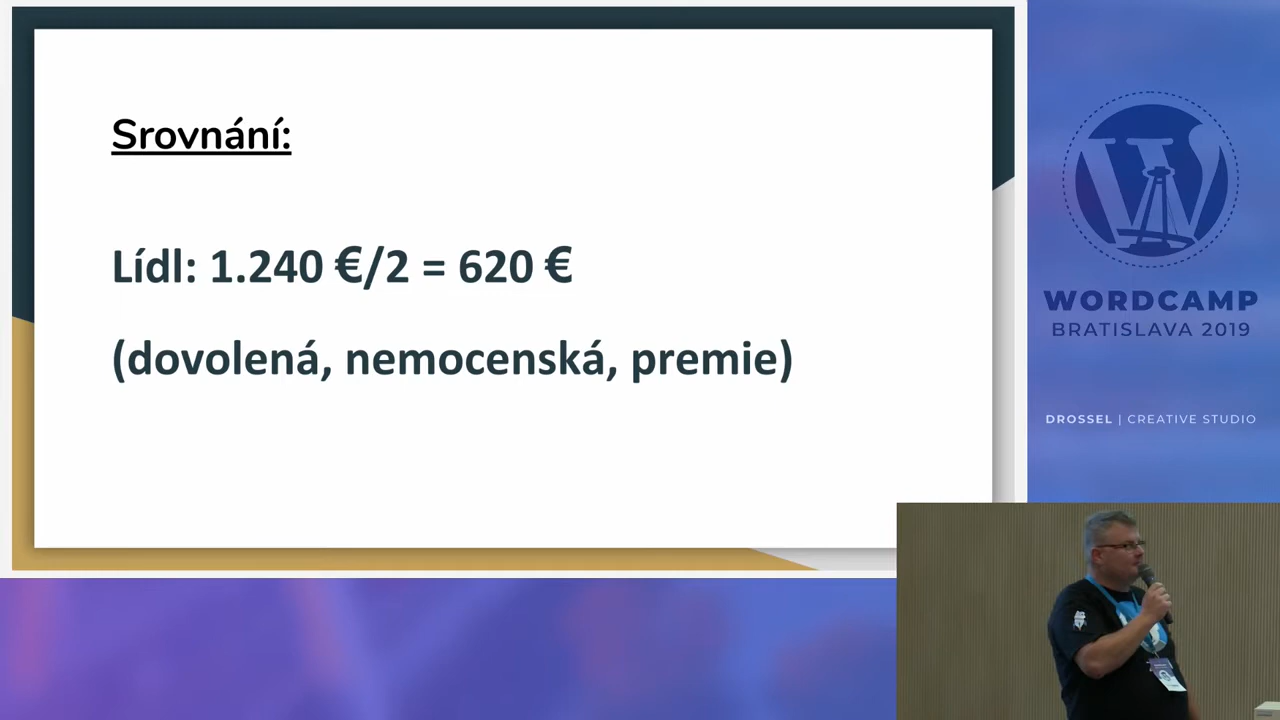 Srovnání:
Lídl: 1.240 €/2 = 620 €
(dovolená, nemocenská, premie)
WORDCAMP
BRATISLAVA 2019
DROSSEL | CREATIVE STUDIO